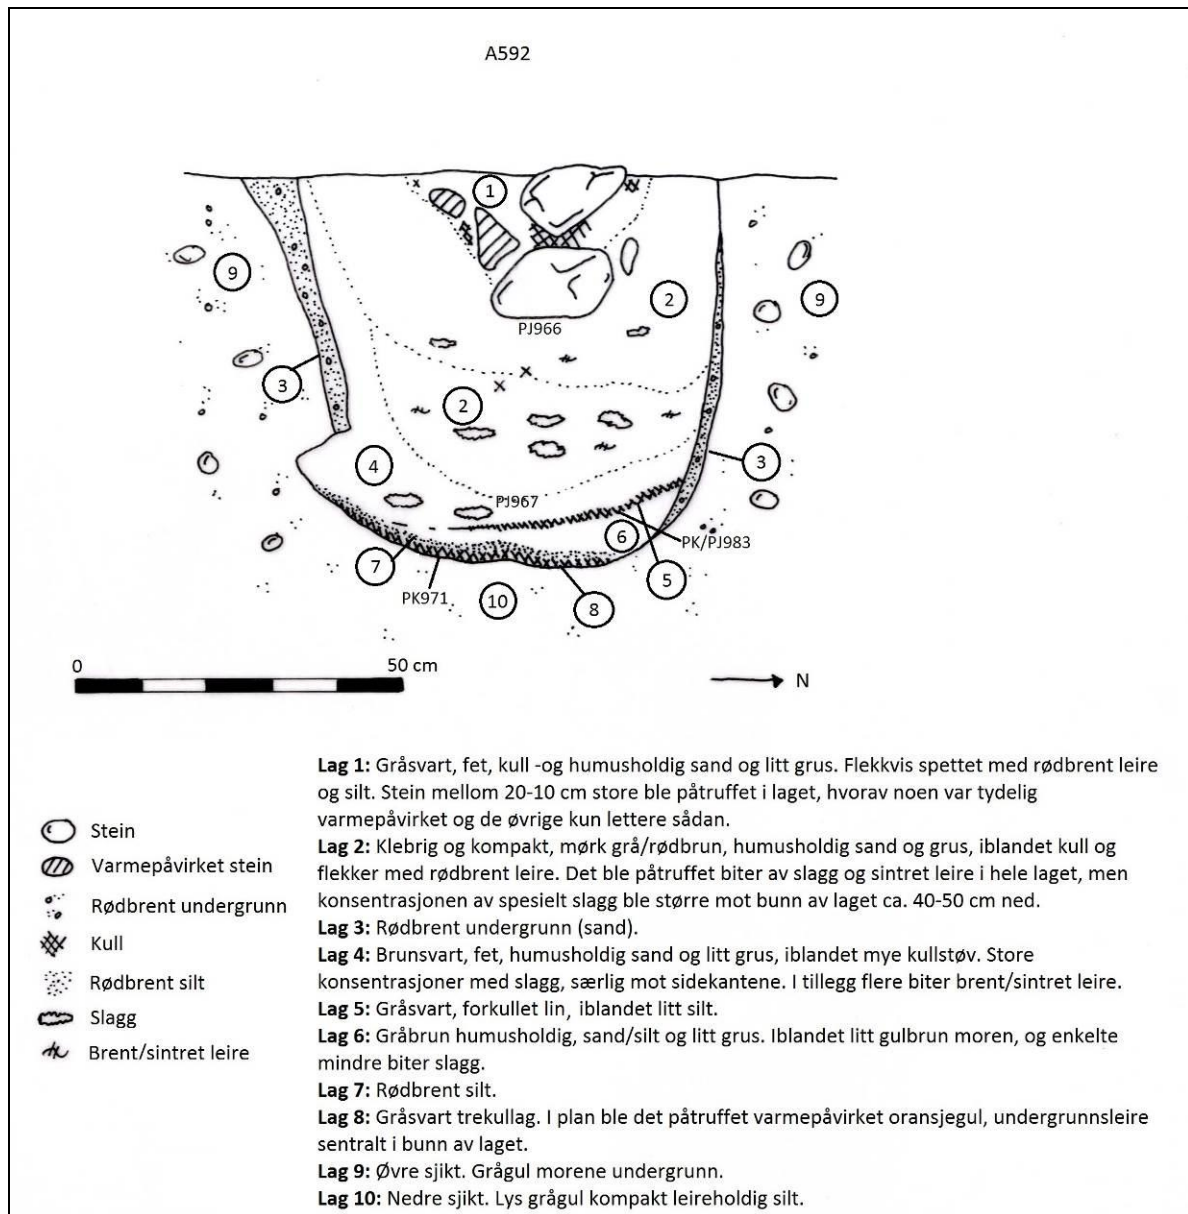 A592
1
9
2
9
PJ966
3
2
4
3
PJ967
6
PK/PJ983
7
5
PK971
10
8
0 50 cm
N
Lag 1: Gråsvart, fet, kull -og humusholdig sand og litt grus. Flekkvis spettet med rødbrent leire
og silt. Stein mellom 20-10 cm store ble påtruffet i laget, hvorav noen var tydelig
varmepåvirket og de øvrige kun lettere sådan.
Lag 2: Klebrig og kompakt, mørk grå/rødbrun, humusholdig sand og grus, iblandet kull og
flekker med rødbrent leire. Det ble påtruffet biter av slagg og sintret leire i hele laget, men
konsentrasjonen av spesielt slagg ble større mot bunn av laget ca. 40-50 cm ned.
Lag 3: Rødbrent undergrunn (sand).
Lag 4: Brunsvart, fet, humusholdig sand og litt grus, iblandet mye kullstøv. Store
konsentrasjoner med slagg, særlig mot sidekantene. I tillegg flere biter brent/sintret leire.
Lag 5: Gråsvart, forkullet lin, iblandet litt silt.
Lag 6: Gråbrun humusholdig, sand/silt og litt grus. Iblandet litt gulbrun moren, og enkelte
mindre biter slagg.
Lag 7: Rødbrent silt.
Lag 8: Gråsvart trekullag. I plan ble det påtruffet varmepåvirket oransjegul, undergrunnsleire
sentralt i bunn av laget.
Lag 9: Øvre sjikt. Grågul morene undergrunn.
Lag 10: Nedre sjikt. Lys grågul kompakt leireholdig silt.
Stein
Varmepåvirket stein
Rødbrent undergrunn
Kull
Rødbrent silt
Slagg
Brent/sintret leire